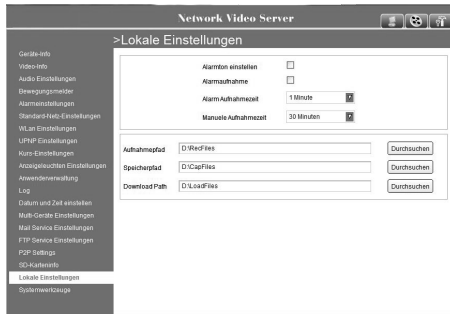 Network Video Server
>Lokale Einstellungen
Geräte-Info
Video-Info
Audio Einstellungen
Bewegungsmelder
Alarmeinstellungen
Standard-Netz-Einstellungen
WLan Einstellungen
UPNP Einstellungen
Kurs-Einstellungen
Anzeigeleuchten Einstellungen
Anwenderverwaltung
Log
Datum und Zeit einstellen
Multi-Geräte Einstellungen
Mail Service Einstellungen
FTP Service Einstellungen
P2P Settings
SD-Karteninfo
Lokale Einstellungen
Systemwerkzeuge
Alarmton einstellen
Alarmaufnahme
Alarm Aufnahmezeit 1 Minute
Manuele Aufnahmezeit 30 Minuten
Aufnahmepfad D:\RecFiles Durchsuchen
Speicherpfad D:\CapFiles Durchsuchen
Download Path D:\LoadFiles Durchsuchen